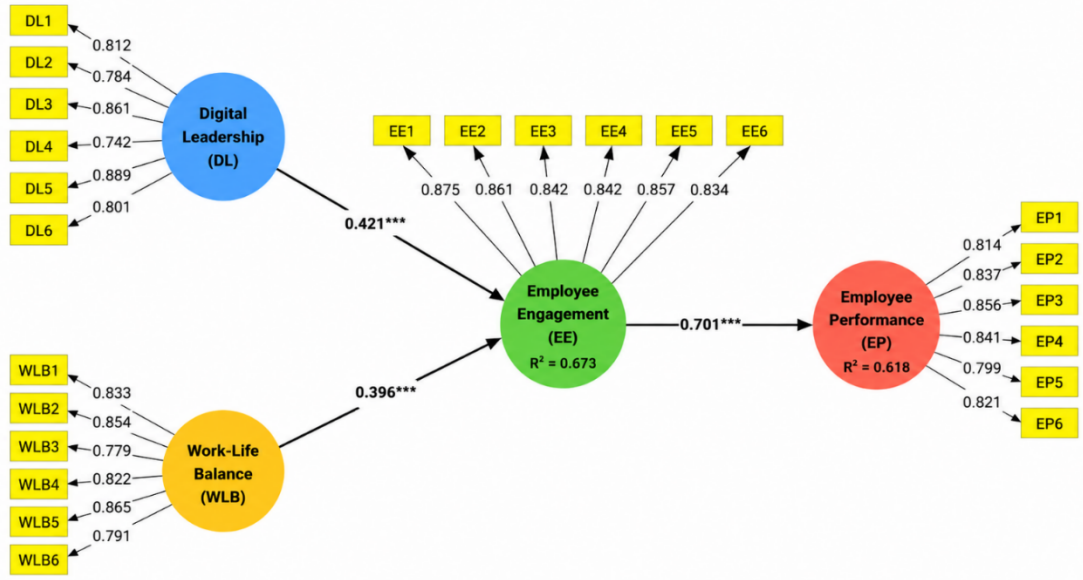 DL1
0.812
DL2
0.784
DL3
0.861
DL4
0.742
DL5
0.889
DL6
0.801
Digital
Leadership
(DL)
0.421***
WLB1
0.833
WLB2
0.854
WLB3
0.779
WLB4
0.822
WLB5
0.865
WLB6
0.791
Work-Life
Balance
(WLB)
0.396***
EE1 EE2 EE3 EE4 EE5 EE6
0.875 0.861 0.842 0.842 0.857 0.834
Employee
Engagement
(EE)
R² = 0.673
0.701***
Employee
Performance
(EP)
R² = 0.618
EP1
0.814
EP2
0.837
EP3
0.856
EP4
0.841
EP5
0.799
EP6
0.821